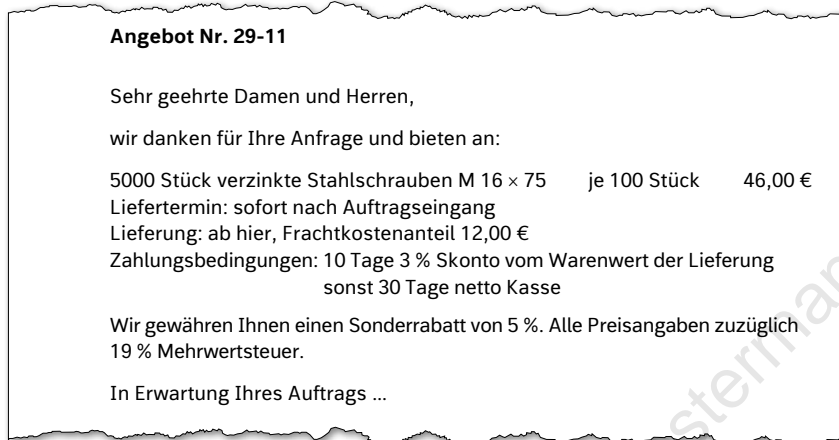 Angebot Nr. 29-11
Sehr geehrte Damen und Herren,
wir danken für Ihre Anfrage und bieten an:
5000 Stück verzinkte Stahlschrauben M 16 × 75 je 100 Stück 46,00 €
Liefertermin: sofort nach Auftragseingang
Lieferung: ab hier, Frachtkostenanteil 12,00 €
Zahlungsbedingungen: 10 Tage 3 % Skonto vom Warenwert der Lieferung
sonst 30 Tage netto Kasse
Wir gewähren Ihnen einen Sonderrabatt von 5 %. Alle Preisangaben zuzüglich
19 % Mehrwertsteuer.
In Erwartung Ihres Auftrags ...